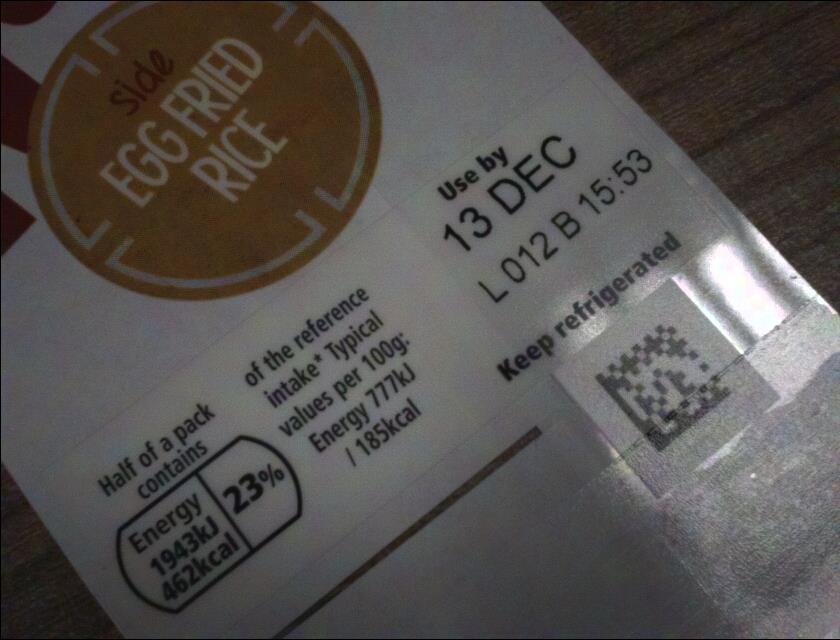 side
EGG FRIED
RICE
Use by
13 DEC
L 012 B 15:53
Keep refrigerated
of the reference
intake* Typical
values per 100g:
Energy 777kJ
/ 185kcal
Half of a pack
contains
Energy
1943kJ
462kcal
23%